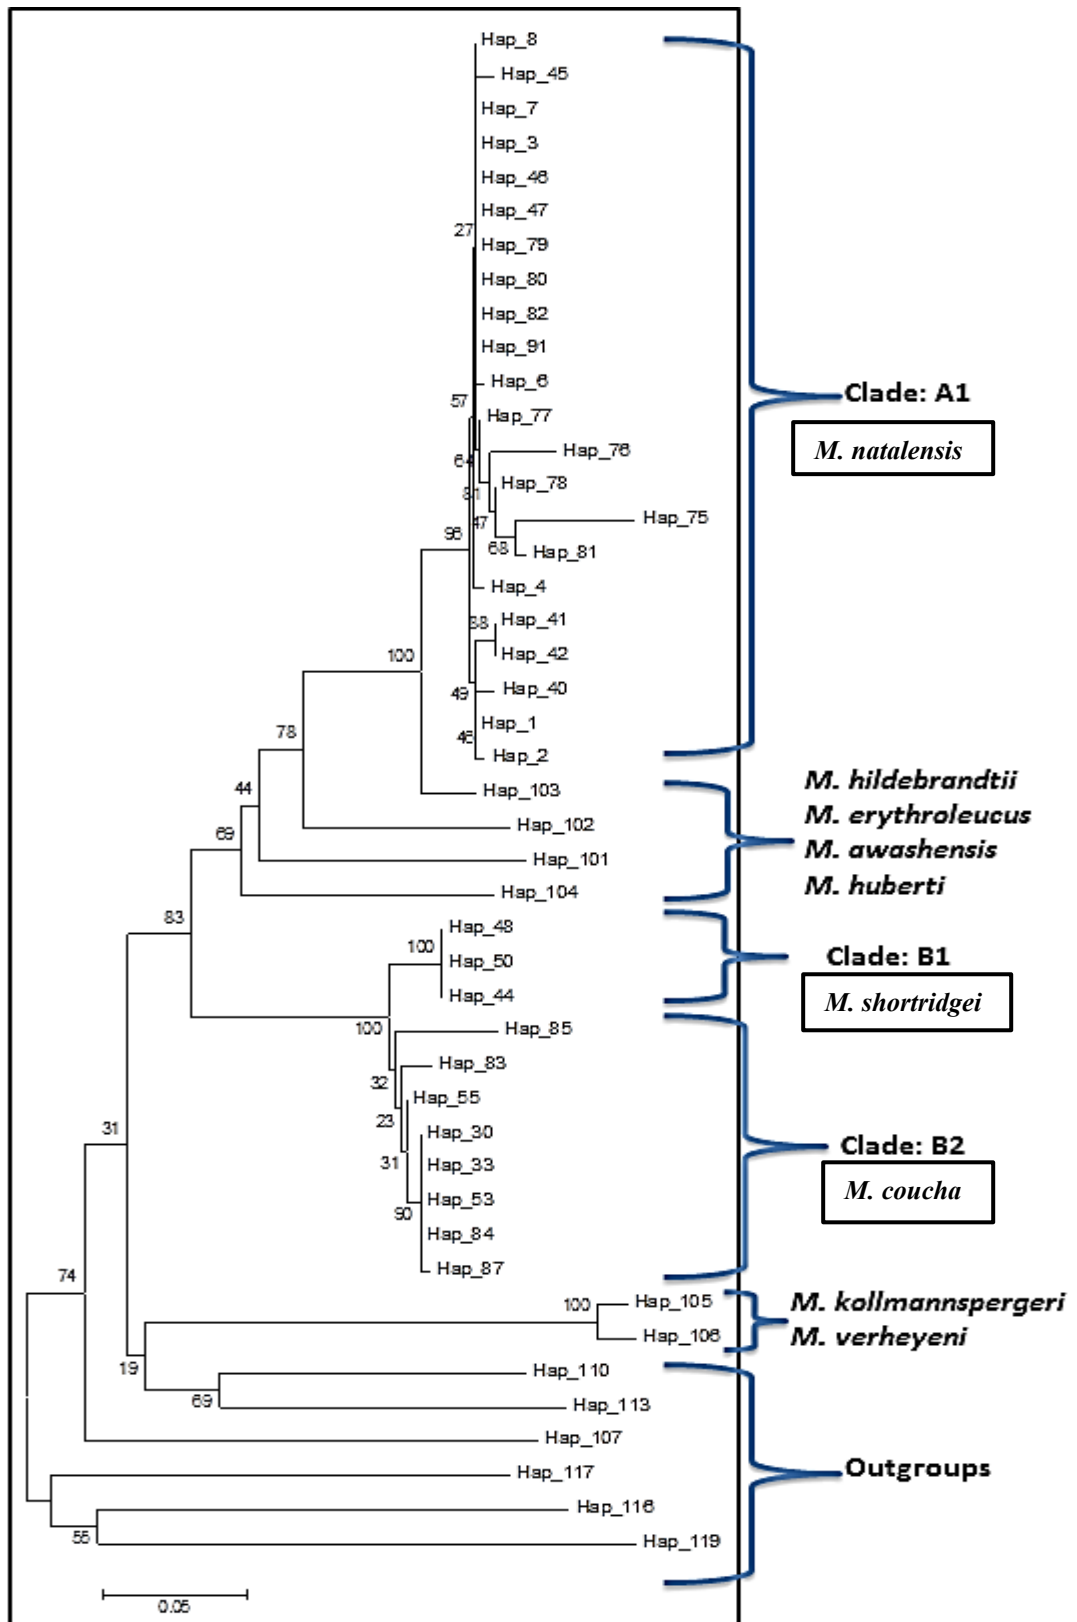 Hap_8
Hap_45
Hap_7
Hap_3
Hap_46
Hap_47
27
Hap_79
Hap_80
Hap_82
Hap_91
Hap_6
57
Hap_77
64
Hap_76
Hap_78
81
47
Hap_75
96
68
Hap_81
Hap_4
Hap_41
Hap_42
100
49
Hap_40
Hap_1
46
Hap_2
78
Hap_103
44
Hap_102
69
Hap_101
Hap_104
83
Hap_48
100
Hap_50
Hap_44
100
Hap_85
32
Hap_83
Hap_55
23
31
Hap_30
31
Hap_33
Hap_53
90
Hap_84
Hap_87
74
100
Hap_105
Hap_106
19
Hap_110
69
Hap_113
Hap_107
Hap_117
Hap_116
55
Hap_119
0.05
Clade: A1
M. natalensis
M. hildebrandtii
M. erythroleucus
M. awashensis
M. huberti
Clade: B1
M. shortridgei
Clade: B2
M. coucha
M. kollmannspergeri
M. verheyeni
Outgroups